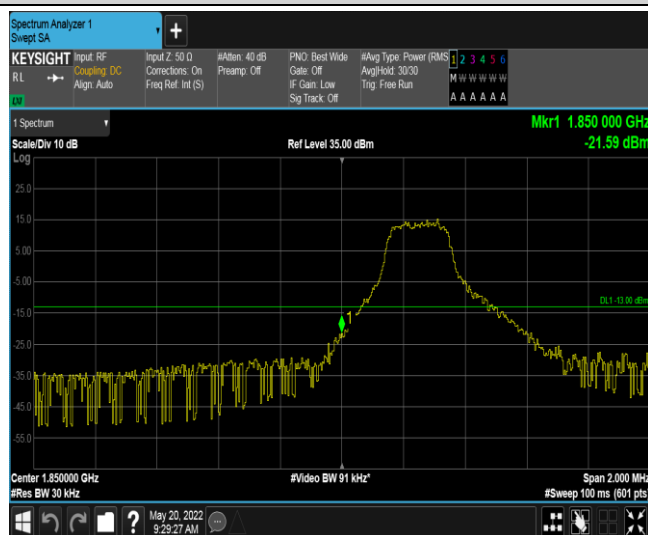 Spectrum Analyzer 1
Swept SA
+
KEYSIGHT
RL
LXI
Input: RF
Coupling: DC
Align: Auto
Input Z: 50 Ω
Corrections: On
Freq Ref: Int (S)
#Atten: 40 dB
Preamp: Off
PNO: Best Wide
Gate: Off
IF Gain: Low
Sig Track: Off
#Avg Type: Power (RMS
Avg|Hold: 30/30
Trig: Free Run
1 2 3 4 5 6
M W W W W W
A A A A A A
1 Spectrum
Mkr1 1.850 000 GHz
Scale/Div 10 dB
Ref Level 35.00 dBm
-21.59 dBm
Log
25.0
15.0
5.00
-5.00
DL1 -13.00 dBm
-15.0
1
-25.0
-35.0
-45.0
-55.0
Center 1.850000 GHz
#Video BW 91 kHz*
Span 2.000 MHz
#Res BW 30 kHz
#Sweep 100 ms (601 pts)
?
May 20, 2022
9:29:27 AM